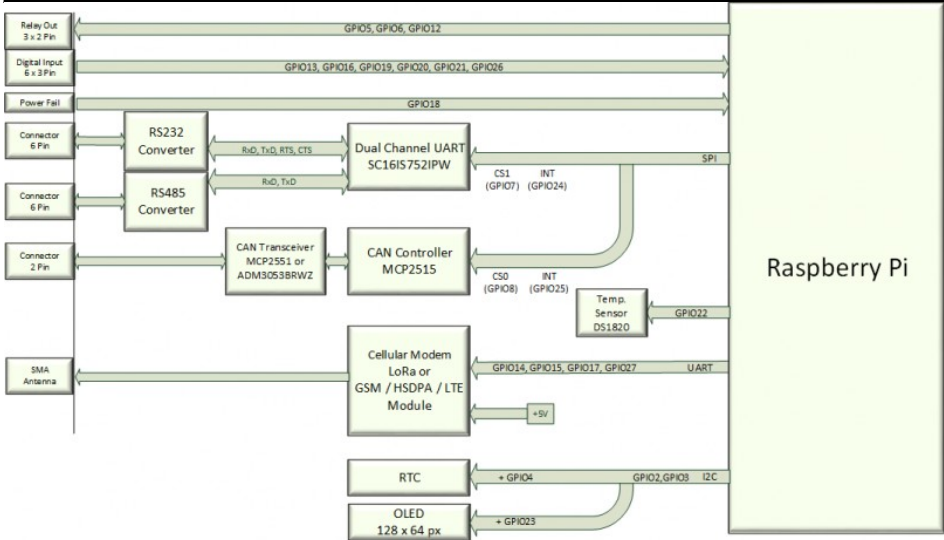 Relay Out
3 x 2 Pin
GPIO5, GPIO6, GPIO12
Digital Input
6 x 3 Pin
GPIO13, GPIO16, GPIO19, GPIO20, GPIO21, GPIO26
Power Fail
GPIO18
Connector
6 Pin
RS232
Converter
RxD, TxD, RTS, CTS
Dual Channel UART
SC16IS752IPW
SPI
CS1
(GPIO7)
INT
(GPIO24)
Connector
6 Pin
RS485
Converter
RxD, TxD
Connector
2 Pin
CAN Transceiver
MCP2551 or
ADM3053BRWZ
CAN Controller
MCP2515
CS0
(GPIO8)
INT
(GPIO25)
Raspberry Pi
Temp.
Sensor
DS1820
GPIO22
SMA
Antenna
Cellular Modem
LoRa or
GSM / HSDPA / LTE
Module
GPIO14, GPIO15, GPIO17, GPIO27
UART
+5V
RTC
+ GPIO4
GPIO2,GPIO3
I2C
OLED
128 x 64 px
+ GPIO23